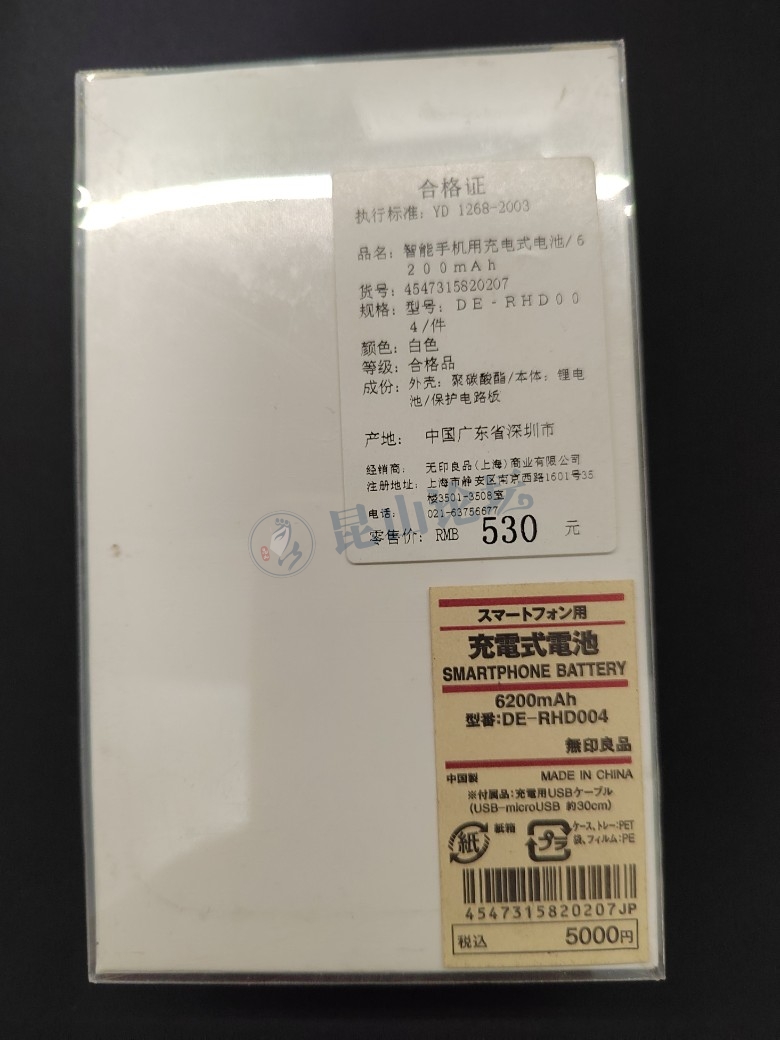 合格证
执行标准: YD 1268-2003
品名: 智能手机用充电式电池/6
200mAh
货号: 4547315820207
规格: 型号: DE-RHD00
4/件
颜色: 白色
等级: 合格品
成份: 外壳: 聚碳酸酯/本体: 锂电
池/保护电路版
产地: 中国广东省深圳市
经销商: 无印良品(上海)商业有限公司
注册地址: 上海市静安区南京西路1601号35
楼3501-3508室
电话: 021-63756677
零售价: RMB 530 元
昆山论坛
スマートフォン用
充電式電池
SMARTPHONE BATTERY
6200mAh
型番:DE-RHD004
無印良品
中国製 MADE IN CHINA
※付属品:充電用USBケーブル
(USB-microUSB 約30cm)
紙 紙箱 プラ ケース、トレー:PET
袋、フィルム:PE
4547315820207JP
税込 5000円